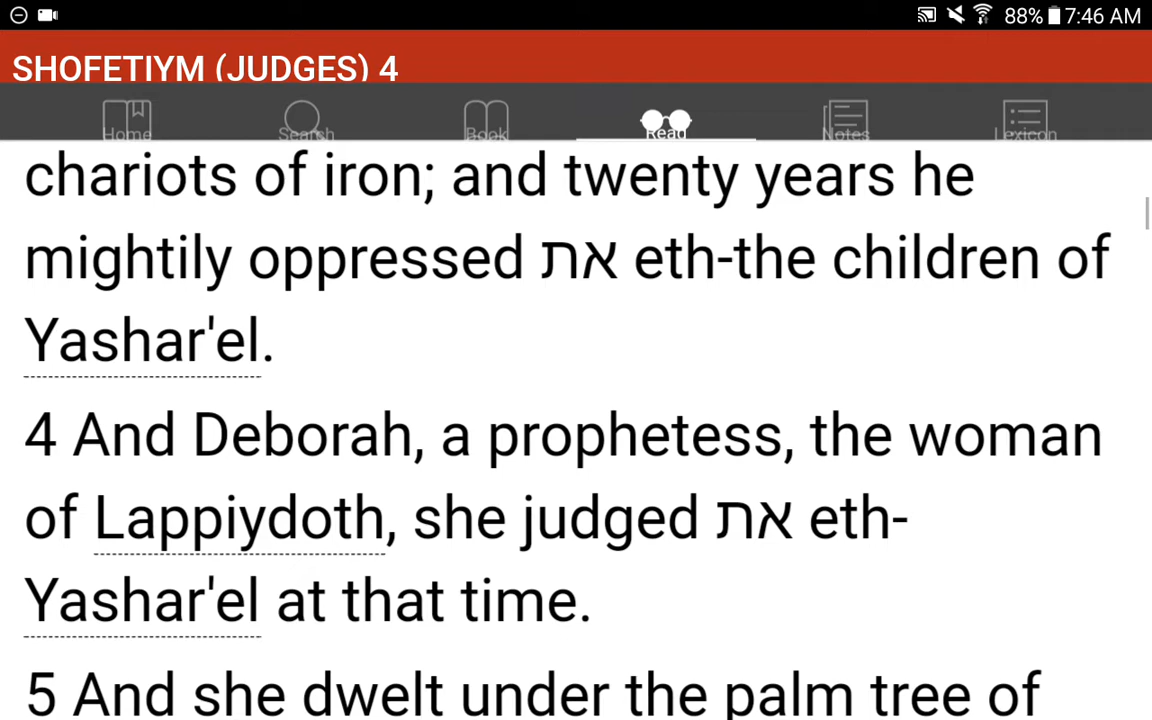 88% 7:46 AM
SHOFETIYM (JUDGES) 4
Home Search Book Read Notes Lexicon
chariots of iron; and twenty years he
mightily oppressed את eth-the children of
Yashar'el.
4 And Deborah, a prophetess, the woman
of Lappiydoth, she judged את eth-
Yashar'el at that time.
5 And she dwelt under the palm tree of